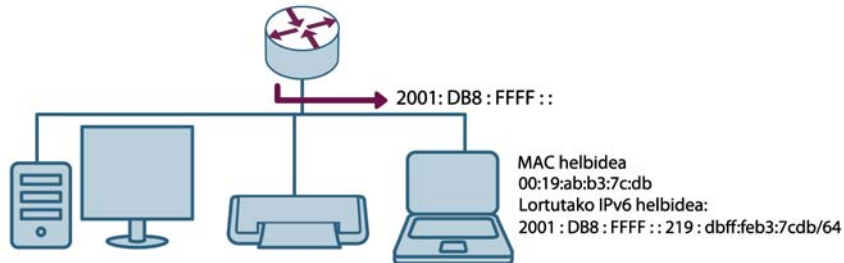 2001: DB8 : FFFF : :
MAC helbidea
00:19:ab:b3:7c:db
Lortutako IPv6 helbidea:
2001 : DB8 : FFFF : : 219 : dbff:feb3:7cdb/64